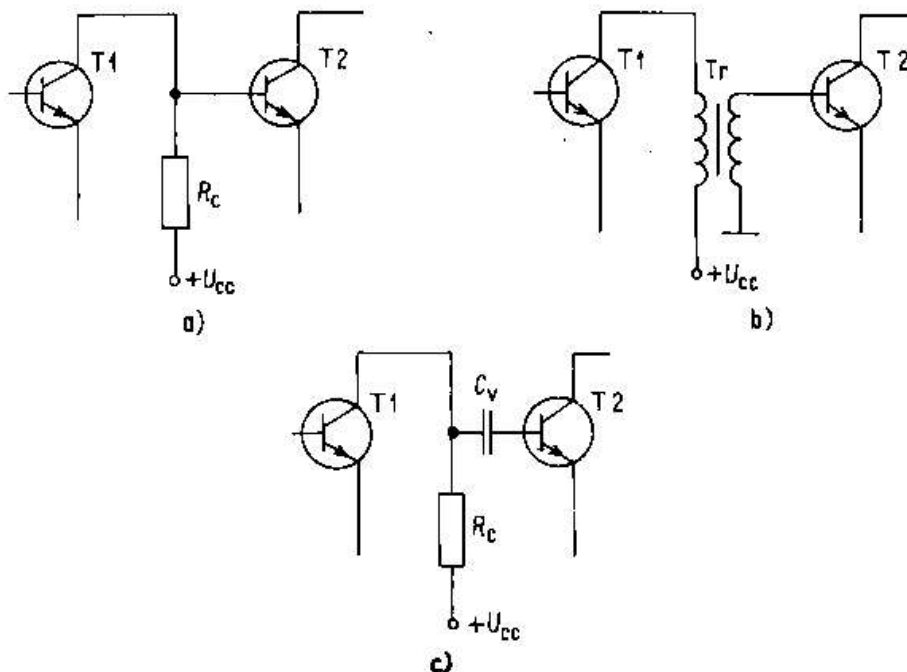 T1
T2
R_c
+U_cc
a)
T1
Tr
T2
+U_cc
b)
T1
C_v
T2
R_c
+U_cc
c)